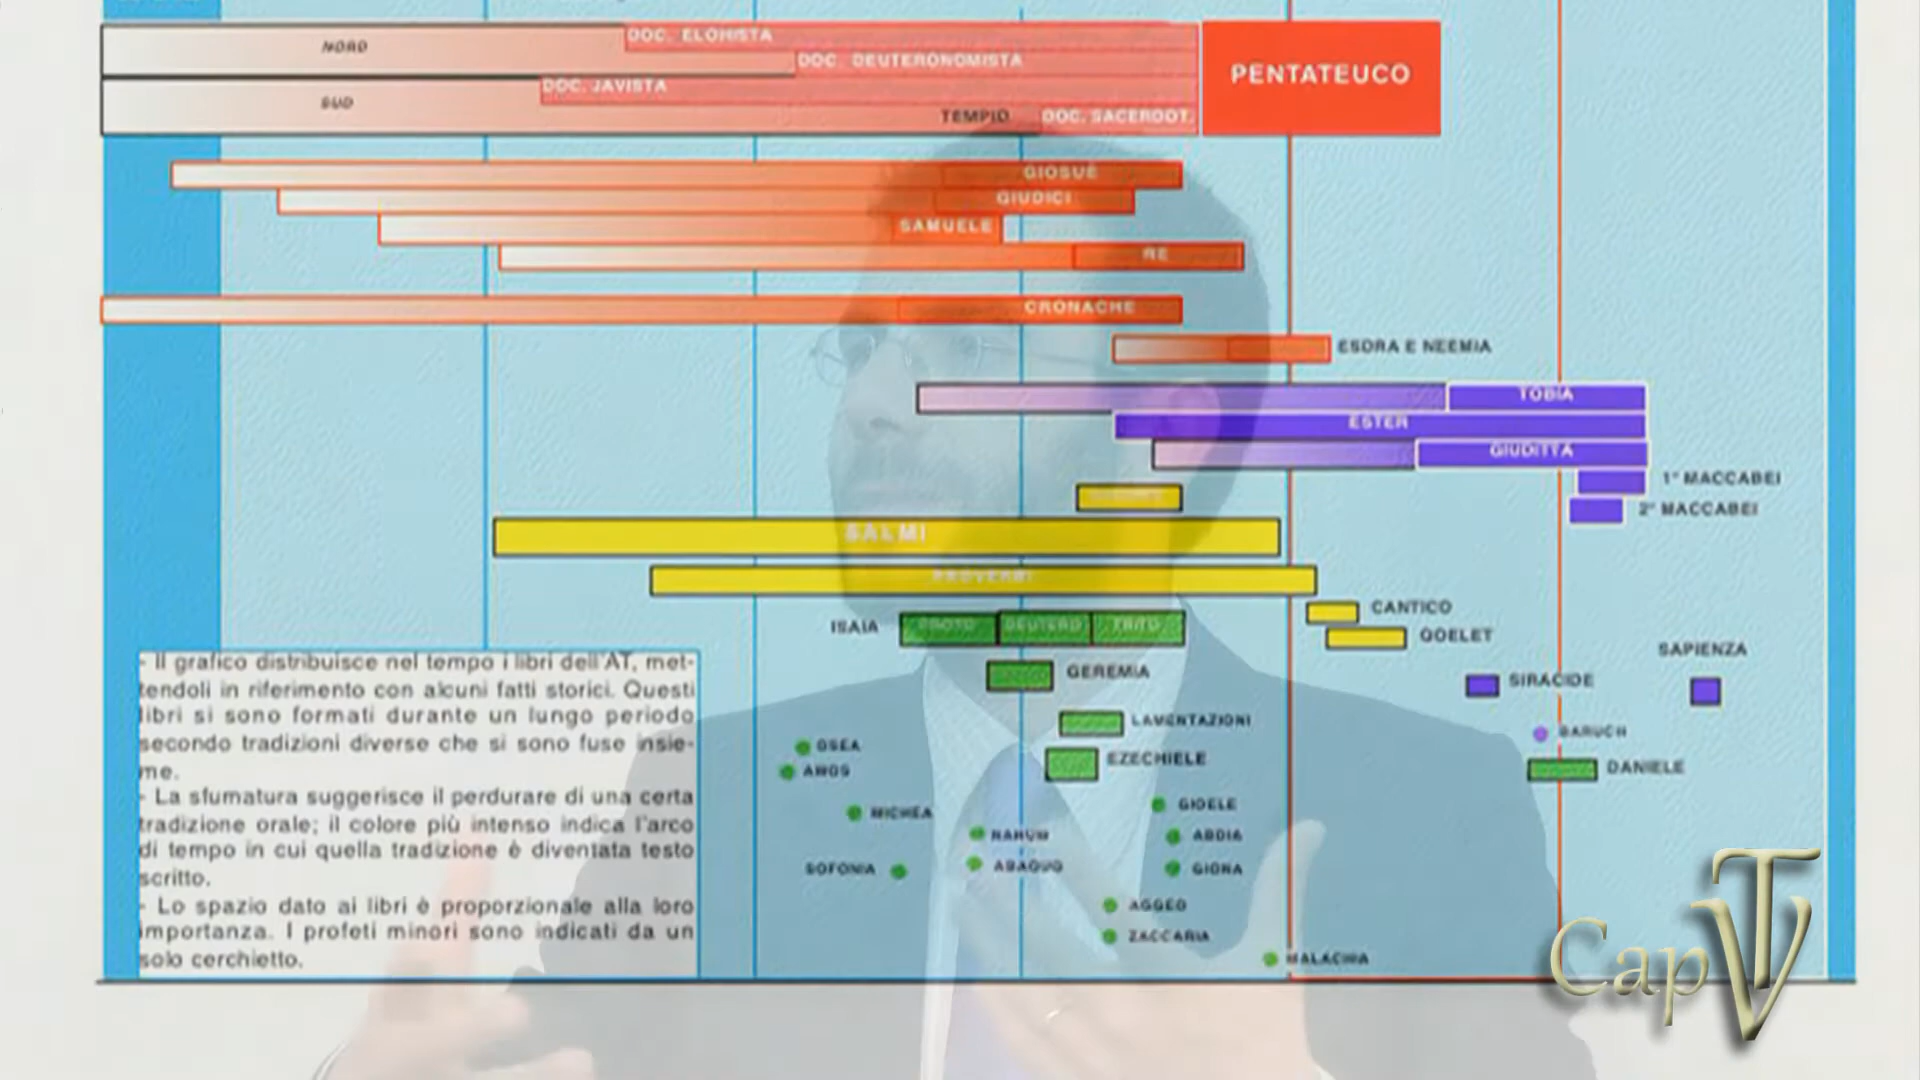 DOC. ELOHISTA
NORD
DOC. DEUTERONOMISTA
PENTATEUCO
DOC. JAVISTA
SUD
TEMPIO
DOC. SACERDOT.
GIOSUÈ
GIUDICI
SAMUELE
RE
CRONACHE
ESDRA E NEEMIA
TOBIA
ESTER
GIUDITTA
1° MACCABEI
2° MACCABEI
SALMI
PROVERBI
CANTICO
QOELET
ISAIA
PROTO
DEUTERO
TRITO
SAPIENZA
GEREMIA
SIRACIDE
LAMENTAZIONI
BARUCH
OSEA
EZECHIELE
DANIELE
AMOS
GIOELE
MICHEA
NAHUM
ABDIA
SOFONIA
ABAQUQ
GIONA
AGGEO
ZACCARIA
MALACHIA
- Il grafico distribuisce nel tempo i libri dell'AT, met-
tendoli in riferimento con alcuni fatti storici. Questi
libri si sono formati durante un lungo periodo
secondo tradizioni diverse che si sono fuse insie-
me.
- La sfumatura suggerisce il perdurare di una certa
tradizione orale; il colore più intenso indica l'arco
di tempo in cui quella tradizione è diventata testo
scritto.
- Lo spazio dato ai libri è proporzionale alla loro
importanza. I profeti minori sono indicati da un
solo cerchietto.
Cap TV